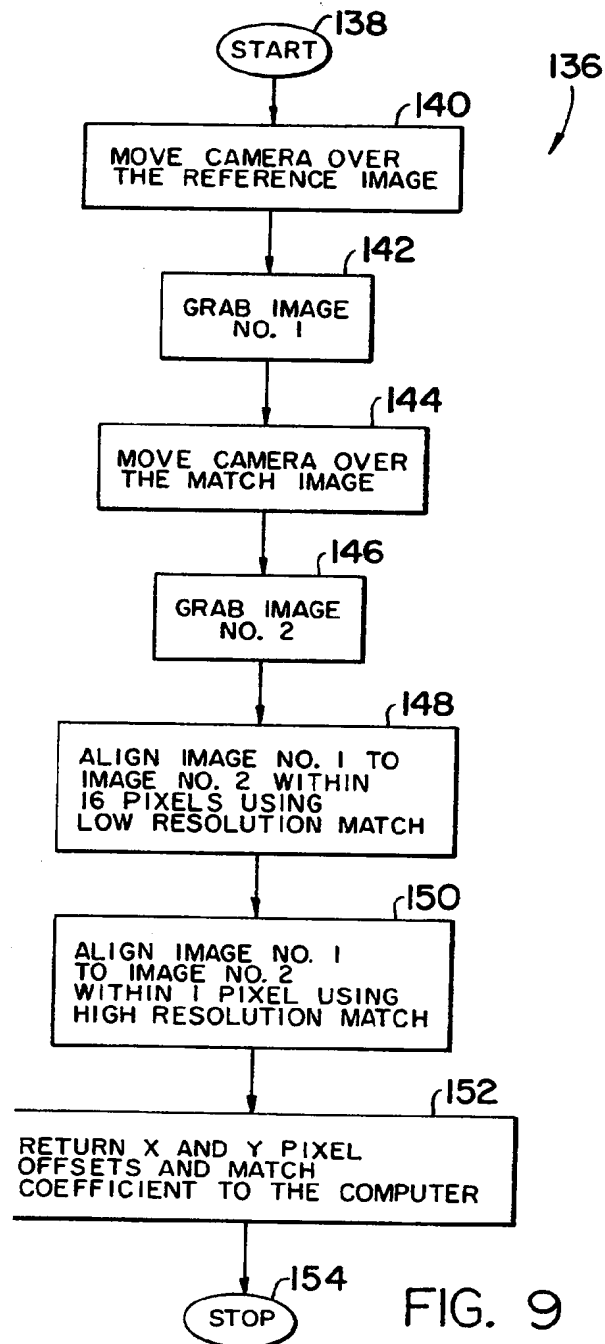 138
START
136
140
MOVE CAMERA OVER
THE REFERENCE IMAGE
142
GRAB IMAGE
NO. 1
144
MOVE CAMERA OVER
THE MATCH IMAGE
146
GRAB IMAGE
NO. 2
148
ALIGN IMAGE NO. 1 TO
IMAGE NO. 2 WITHIN
16 PIXELS USING
LOW RESOLUTION MATCH
150
ALIGN IMAGE NO. 1
TO IMAGE NO. 2
WITHIN 1 PIXEL USING
HIGH RESOLUTION MATCH
152
RETURN X AND Y PIXEL
OFFSETS AND MATCH
COEFFICIENT TO THE COMPUTER
154
STOP
FIG. 9